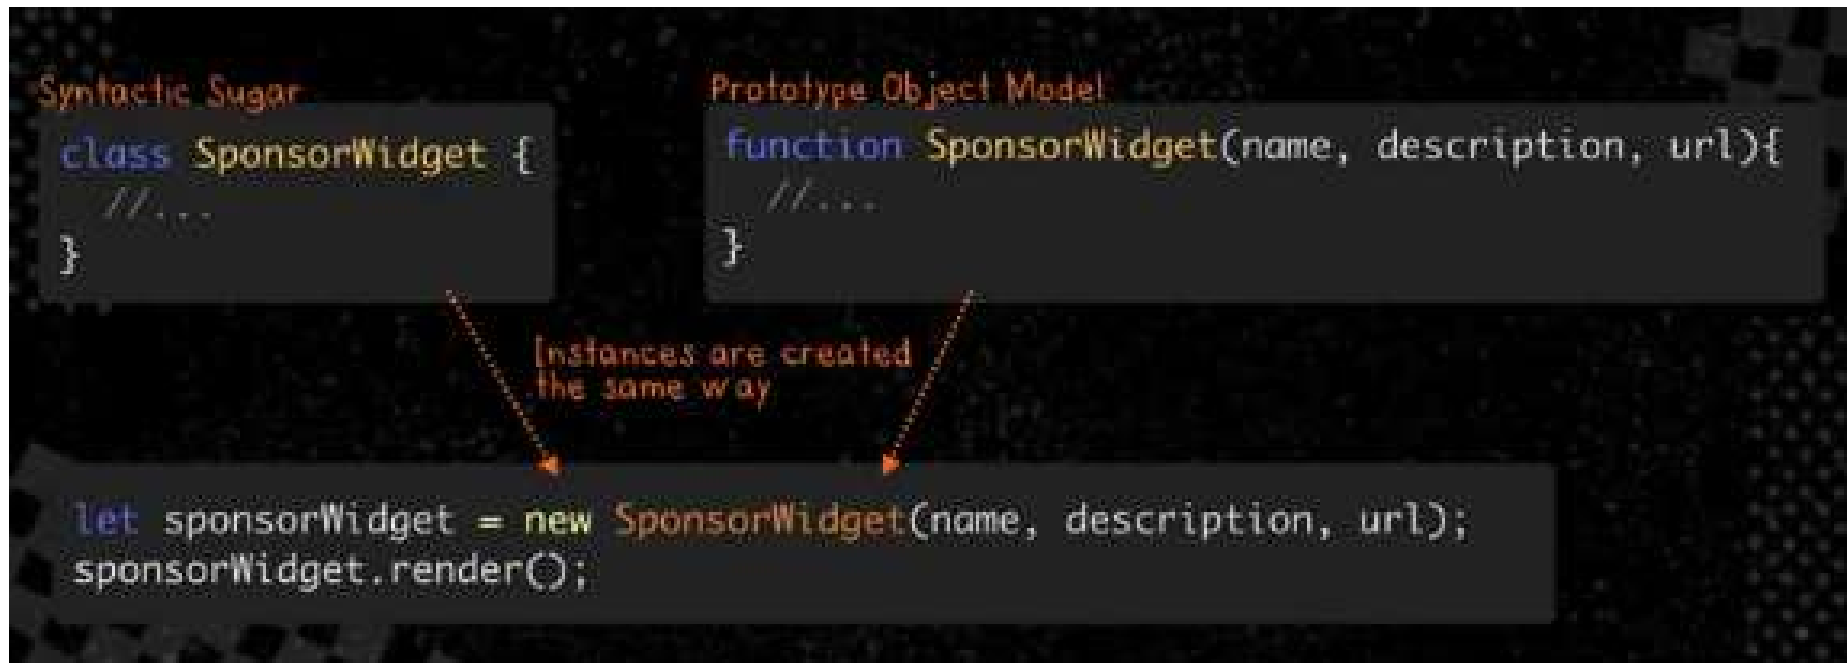 Syntactic Sugar
class SponsorWidget {
//...
}
Prototype Object Model
function SponsorWidget(name, description, url){
//...
}
Instances are created
the same way
let sponsorWidget = new SponsorWidget(name, description, url);
sponsorWidget.render();